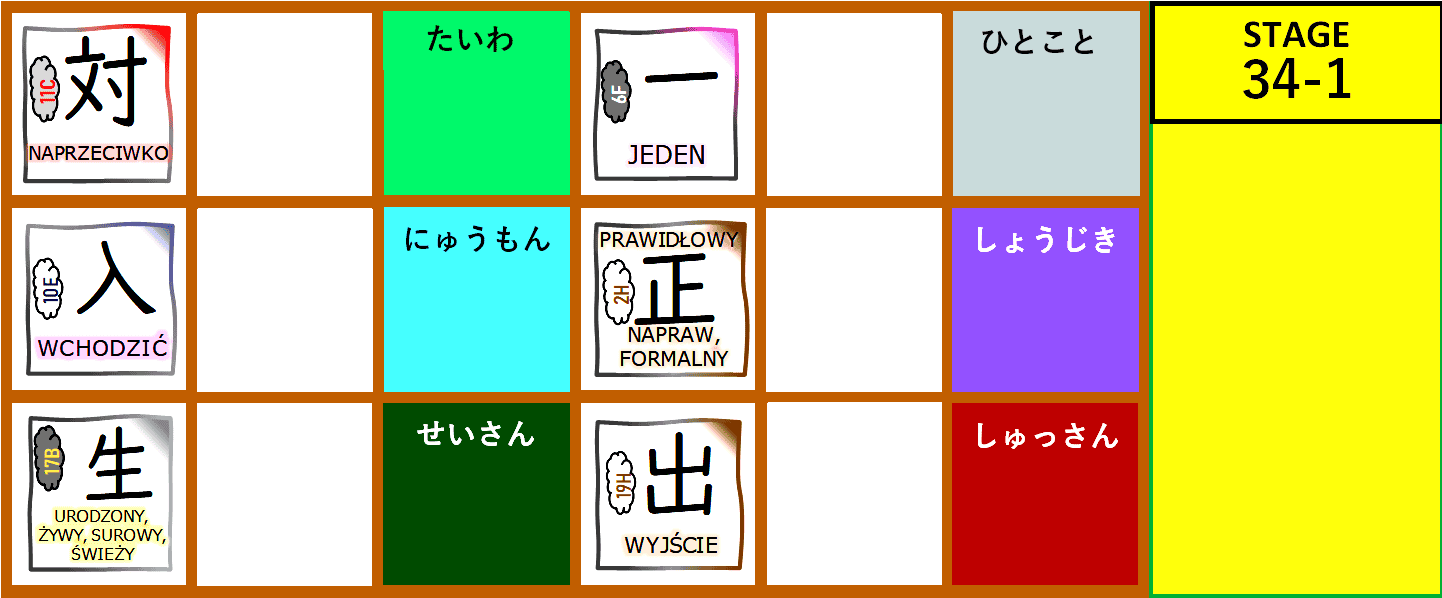 対
11C
NAPRZECIWKO
たいわ
一
6F
JEDEN
ひとこと
STAGE
34-1
入
10E
WCHODZIĆ
にゅうもん
PRAWIDŁOWY
正
2H
NAPRAW,
FORMALNY
しょうじき
生
17B
URODZONY,
ŻYWY, SUROWY,
ŚWIEŻY
せいさん
出
19H
WYJŚCIE
しゅっさん